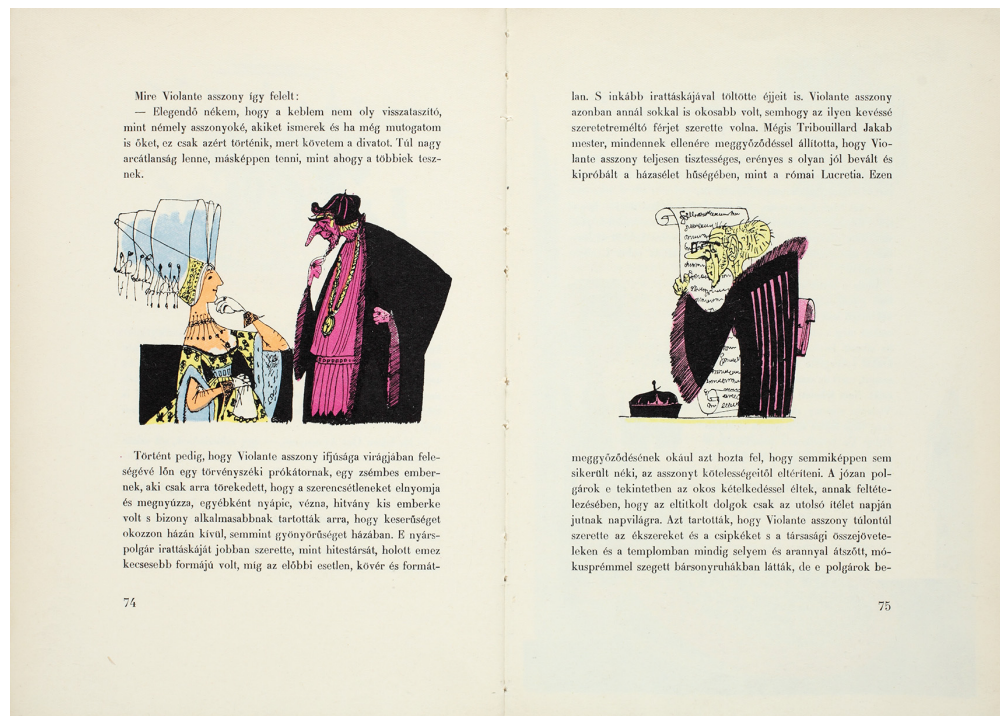 Mire Violante asszony így felelt:
— Elegendő nékem, hogy a keblem nem oly visszataszító,
mint némely asszonyoké, akiket ismerek és ha még mutogatom
is őket, ez csak azért történik, mert követem a divatot. Túl nagy
arcátlanság lenne, másképpen tenni, mint ahogy a többiek tesz-
nek.
Történt pedig, hogy Violante asszony ifjúsága virágjában fele-
ségévé lőn egy törvényszéki prókátornak, egy zsémbes ember-
nek, aki csak arra törekedett, hogy a szerencsétleneket elnyomja
és megnyúzza, egyébként nyápic, vézna, hitvány kis emberke
volt s bizony alkalmasabbnak tartották arra, hogy keserűséget
okozzon házán kívül, semmint gyönyörűséget házában. E nyárs-
polgár irattáskáját jobban szerette, mint hitestársát, holott emez
kecsesebb formájú volt, míg az előbbi esetlen, kövér és formát-
74
lan. S inkább irattáskájával töltötte éjjeit is. Violante asszony
azonban annál sokkal is okosabb volt, semhogy az ilyen kevéssé
szeretetreméltó férjet szerette volna. Mégis Tribouillard Jakab
mester, mindennek ellenére meggyőződéssel állította, hogy Vio-
lante asszony teljesen tisztességes, erényes s olyan jól bevált és
kipróbált a házasélet hűségében, mint a római Lucretia. Ezen
meggyőződésének okául azt hozta fel, hogy semmiképpen sem
sikerült néki, az asszonyt kötelességeitől eltéríteni. A józan pol-
gárok e tekintetben az okos kételkedéssel éltek, annak feltéte-
lezésében, hogy az eltitkolt dolgok csak az utolsó ítélet napján
jutnak napvilágra. Azt tartották, hogy Violante asszony túlontúl
szerette az ékszereket és a csipkéket s a társasági összejövete-
leken és a templomban mindig selyem és arannyal átszőtt, mó-
kusprémmel szegett bársonyruhákban látták, de e polgárok be-
75